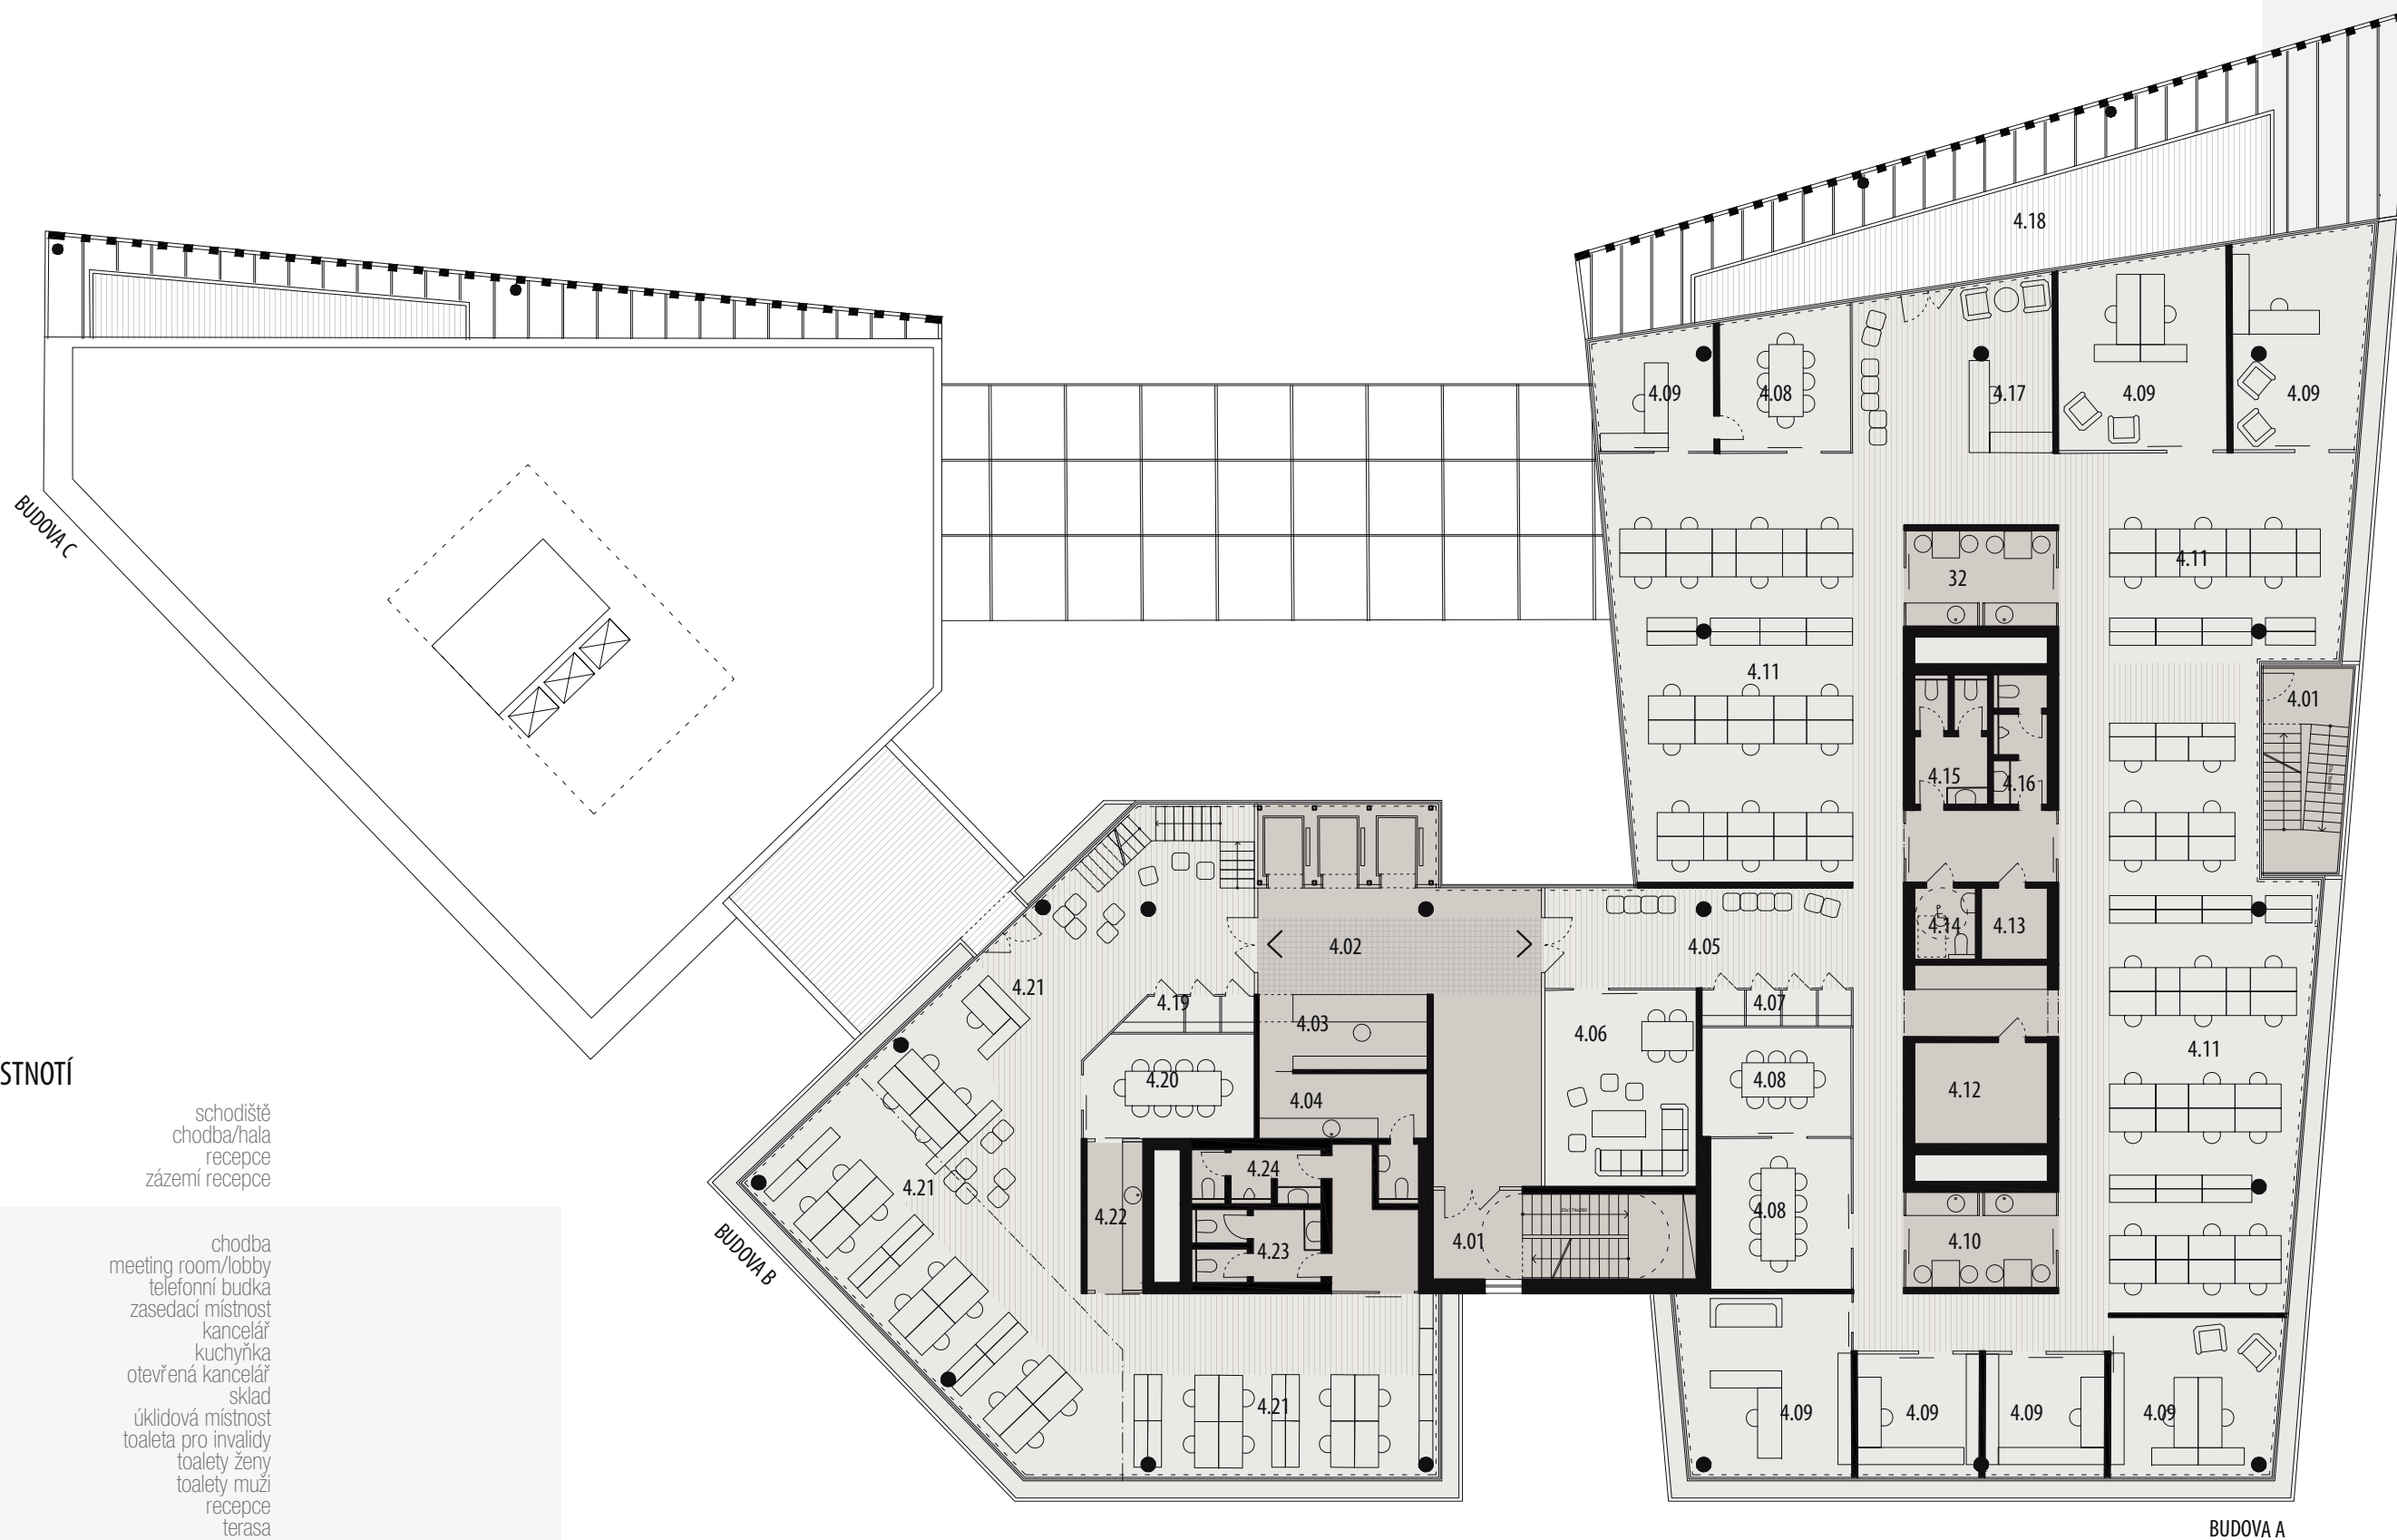 4.18
4.09
4.08
4.17
4.09
4.09
BUDOVA C
4.11
32
4.11
4.01
4.15
4.16
4.02
4.05
4.14
4.13
4.21
4.19
4.03
4.07
4.06
4.11
4.20
4.04
4.08
4.12
4.24
4.21
4.22
4.08
4.23
4.01
4.10
BUDOVA B
4.21
4.09
4.09
4.09
4.09
BUDOVA A
STNOTÍ
schodiště
chodba/hala
recepce
zázemí recepce
chodba
meeting room/lobby
telefonní budka
zasedací místnost
kancelář
kuchyňka
otevřená kancelář
sklad
úklidová místnost
toaleta pro invalidy
toalety ženy
toalety muži
recepce
terasa